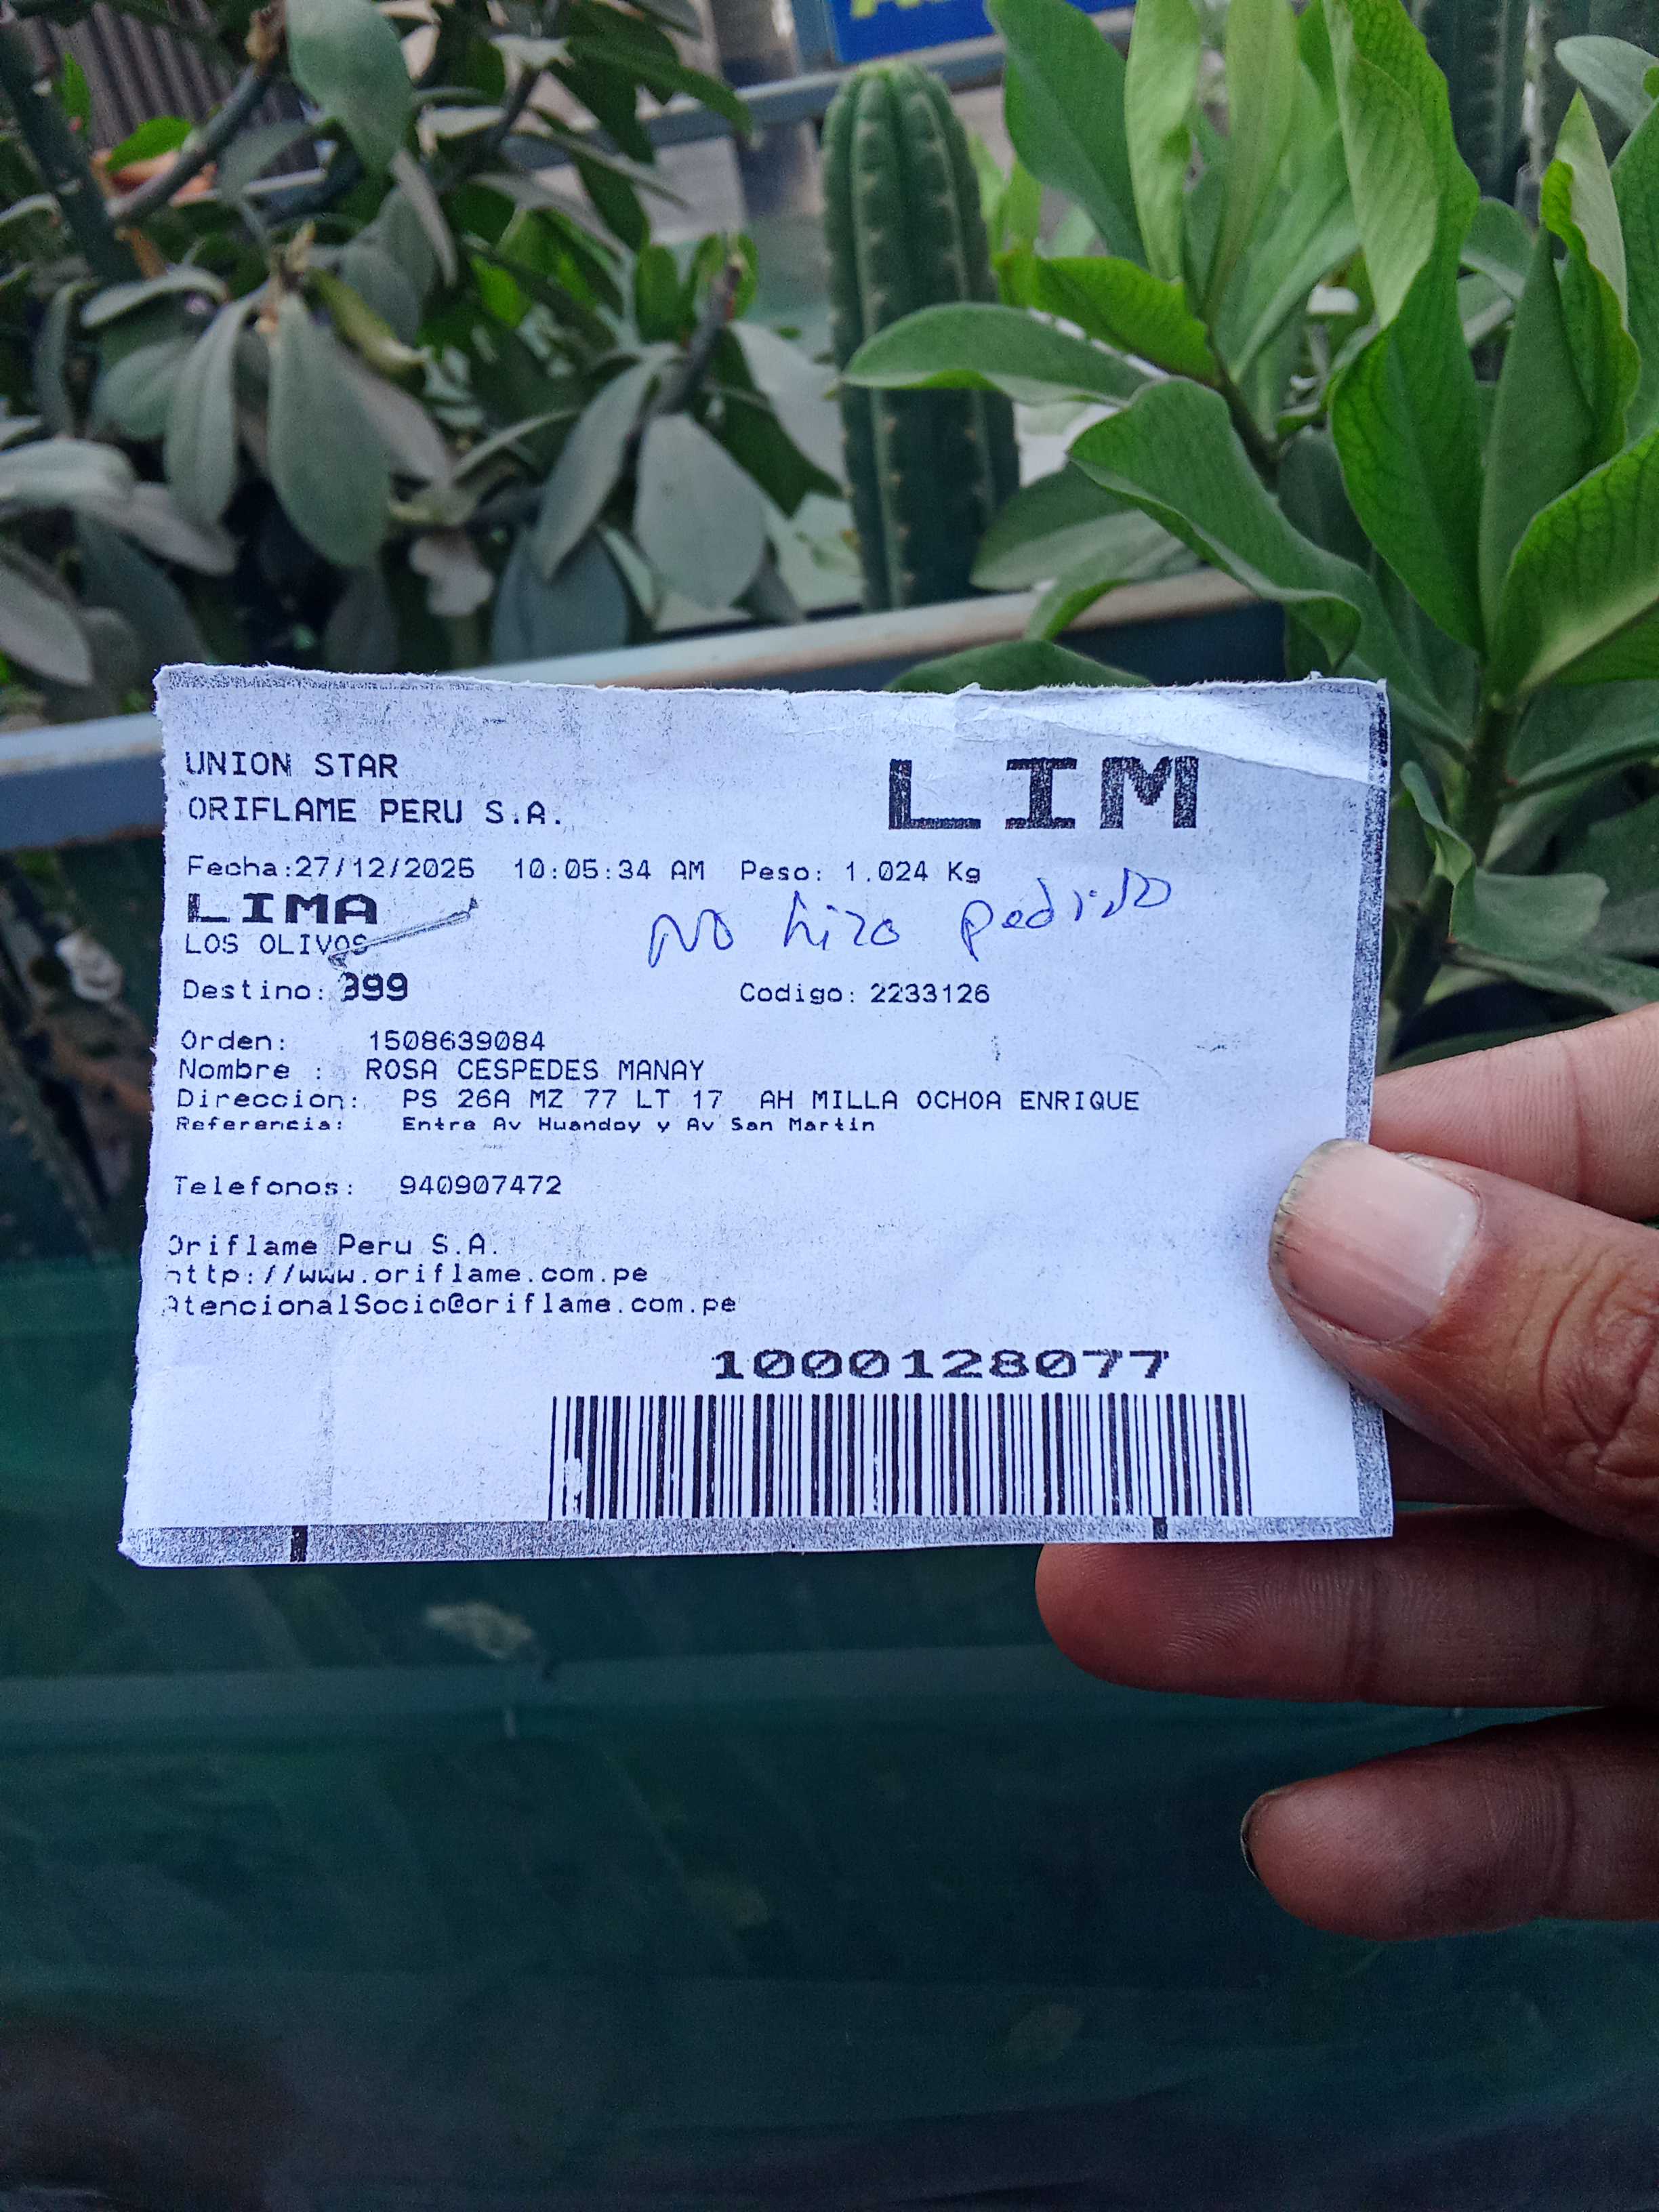 UNION STAR
ORIFLAME PERU S.A.
LIM
Fecha:27/12/2025 10:05:34 AM Peso: 1.024 Kg
LIMA
No hizo pedido
LOS OLIVOS
Destino: 399 Codigo: 2233126
Orden: 1508639084
Nombre : ROSA CESPEDES MANAY
Direccion: PS 26A MZ 77 LT 17 AH MILLA OCHOA ENRIQUE
Referencia: Entre Av Huandoy y Av San Martin
Telefonos: 940907472
Oriflame Peru S.A.
http://www.oriflame.com.pe
AtencionalSocio@oriflame.com.pe
1000128077